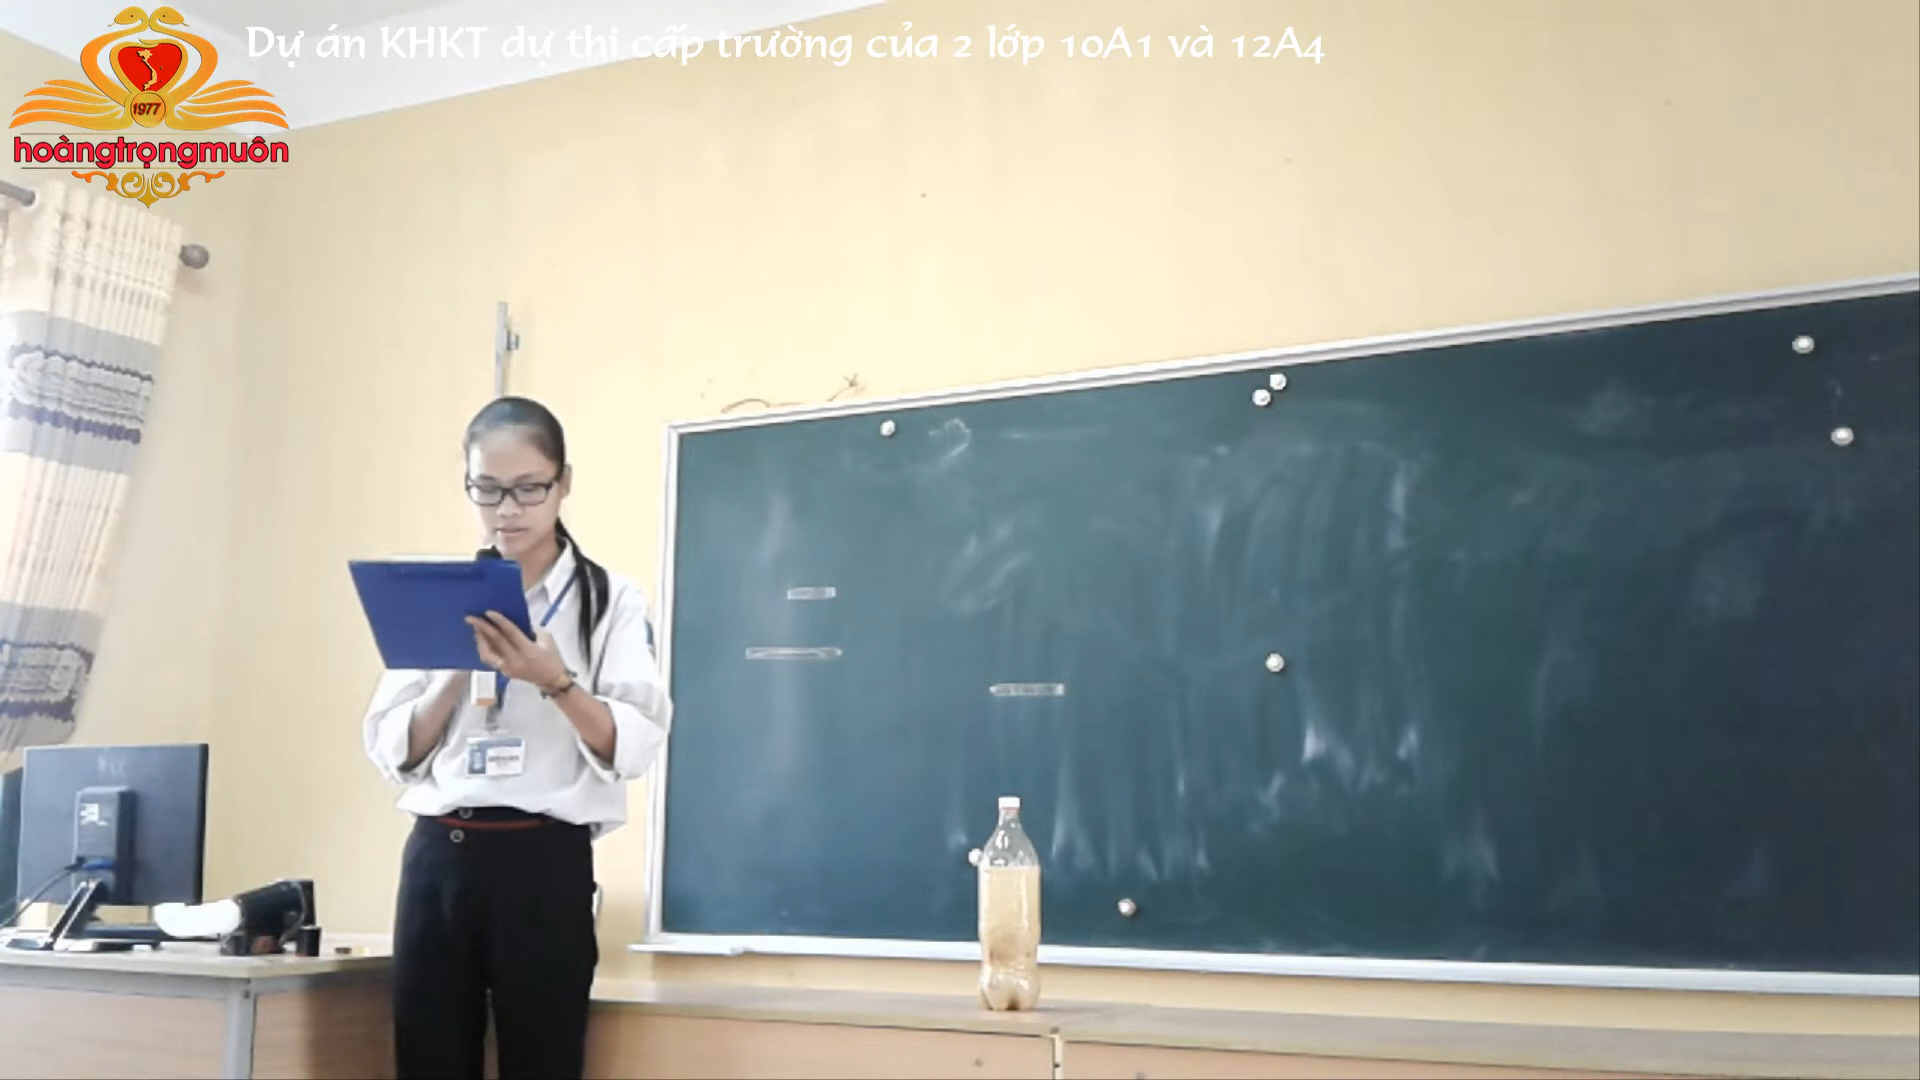 Dự án KHKT dự thi cấp trường của 2 lớp 10A1 và 12A4
1977
hoàngtrọngmuôn